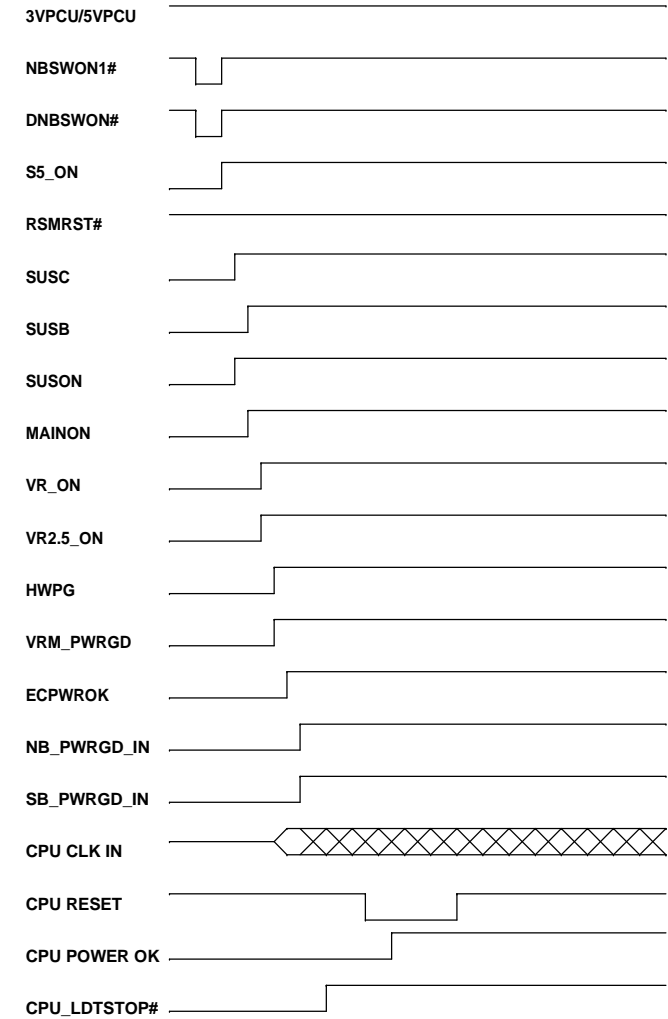 3VPCU/5VPCU
NBSWON1#
DNBSWON#
S5_ON
RSMRST#
SUSC
SUSB
SUSON
MAINON
VR_ON
VR2.5_ON
HWPG
VRM_PWRGD
ECPWROK
NB_PWRGD_IN
SB_PWRGD_IN
CPU CLK IN
CPU RESET
CPU POWER OK
CPU_LDTSTOP#